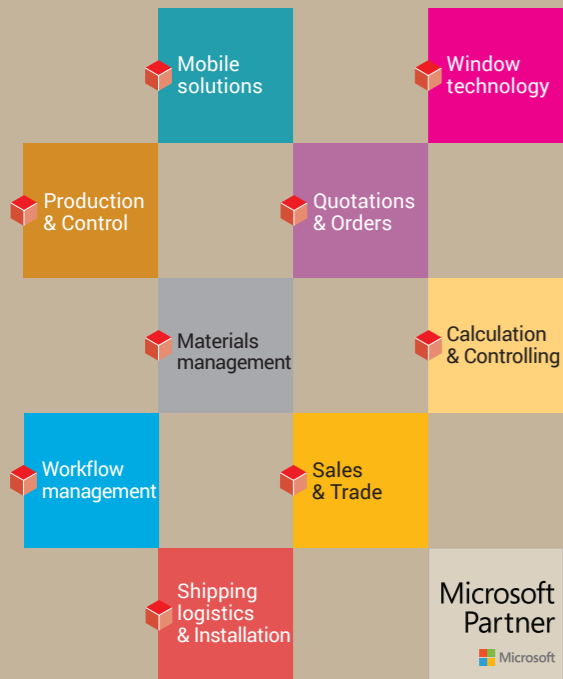 Mobile
solutions
Window
technology
Production
& Control
Quotations
& Orders
Materials
management
Calculation
& Controlling
Workflow
management
Sales
& Trade
Shipping
logistics
& Installation
Microsoft
Partner
Microsoft